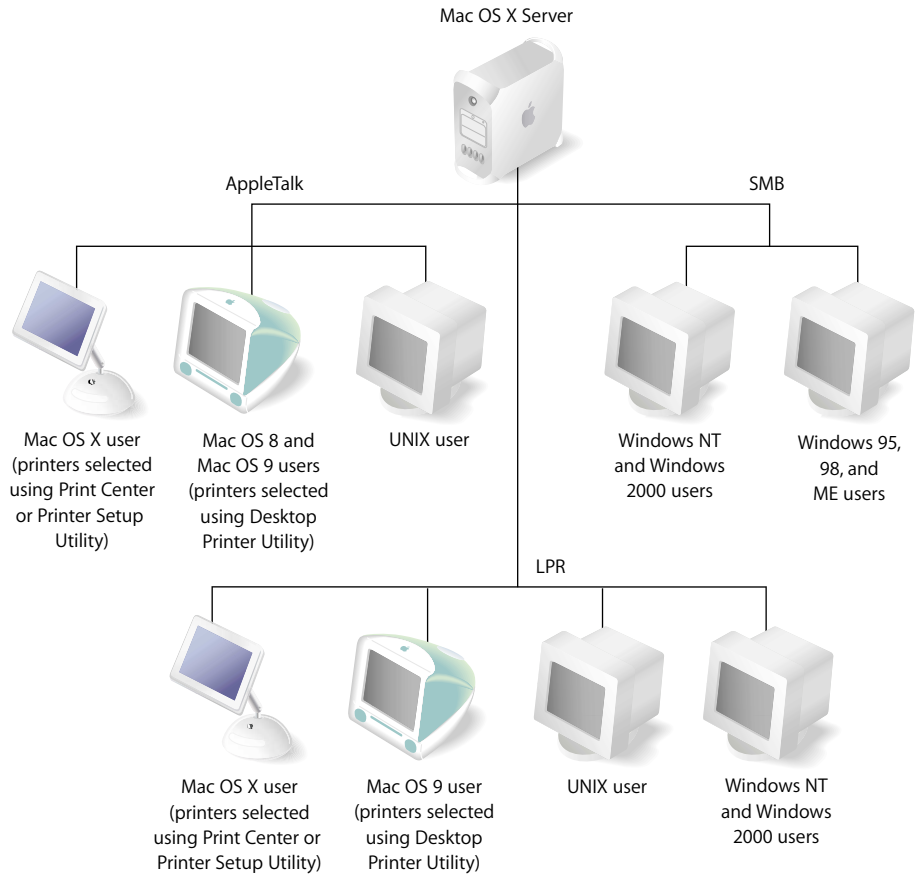 Mac OS X Server
AppleTalk
SMB
Mac OS X user
(printers selected
using Print Center
or Printer Setup
Utility)
Mac OS 8 and
Mac OS 9 users
(printers selected
using Desktop
Printer Utility)
UNIX user
Windows NT
and Windows
2000 users
Windows 95,
98, and
ME users
LPR
Mac OS X user
(printers selected
using Print Center or
Printer Setup Utility)
Mac OS 9 user
(printers selected
using Desktop
Printer Utility)
UNIX user
Windows NT
and Windows
2000 users